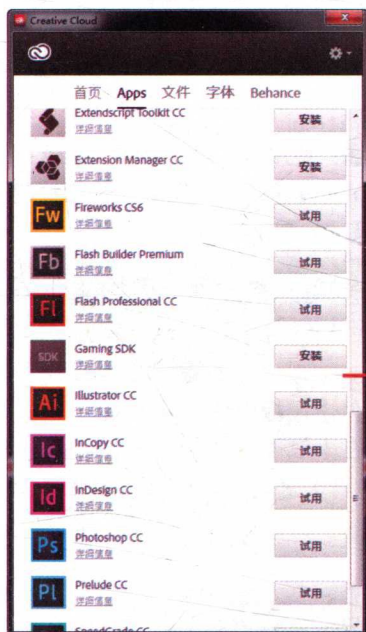 Creative Cloud
首页 Apps 文件 字体 Behance
Extendscript Toolkit CC
安装
详细信息
Extension Manager CC
安装
详细信息
Fw
Fireworks CS6
试用
详细信息
Fb
Flash Builder Premium
试用
详细信息
Fl
Flash Professional CC
试用
详细信息
SDK
Gaming SDK
安装
详细信息
Ai
Illustrator CC
试用
详细信息
Ic
InCopy CC
试用
详细信息
Id
InDesign CC
试用
详细信息
Ps
Photoshop CC
试用
详细信息
Pl
Prelude CC
试用
详细信息
SpeedGrade CC